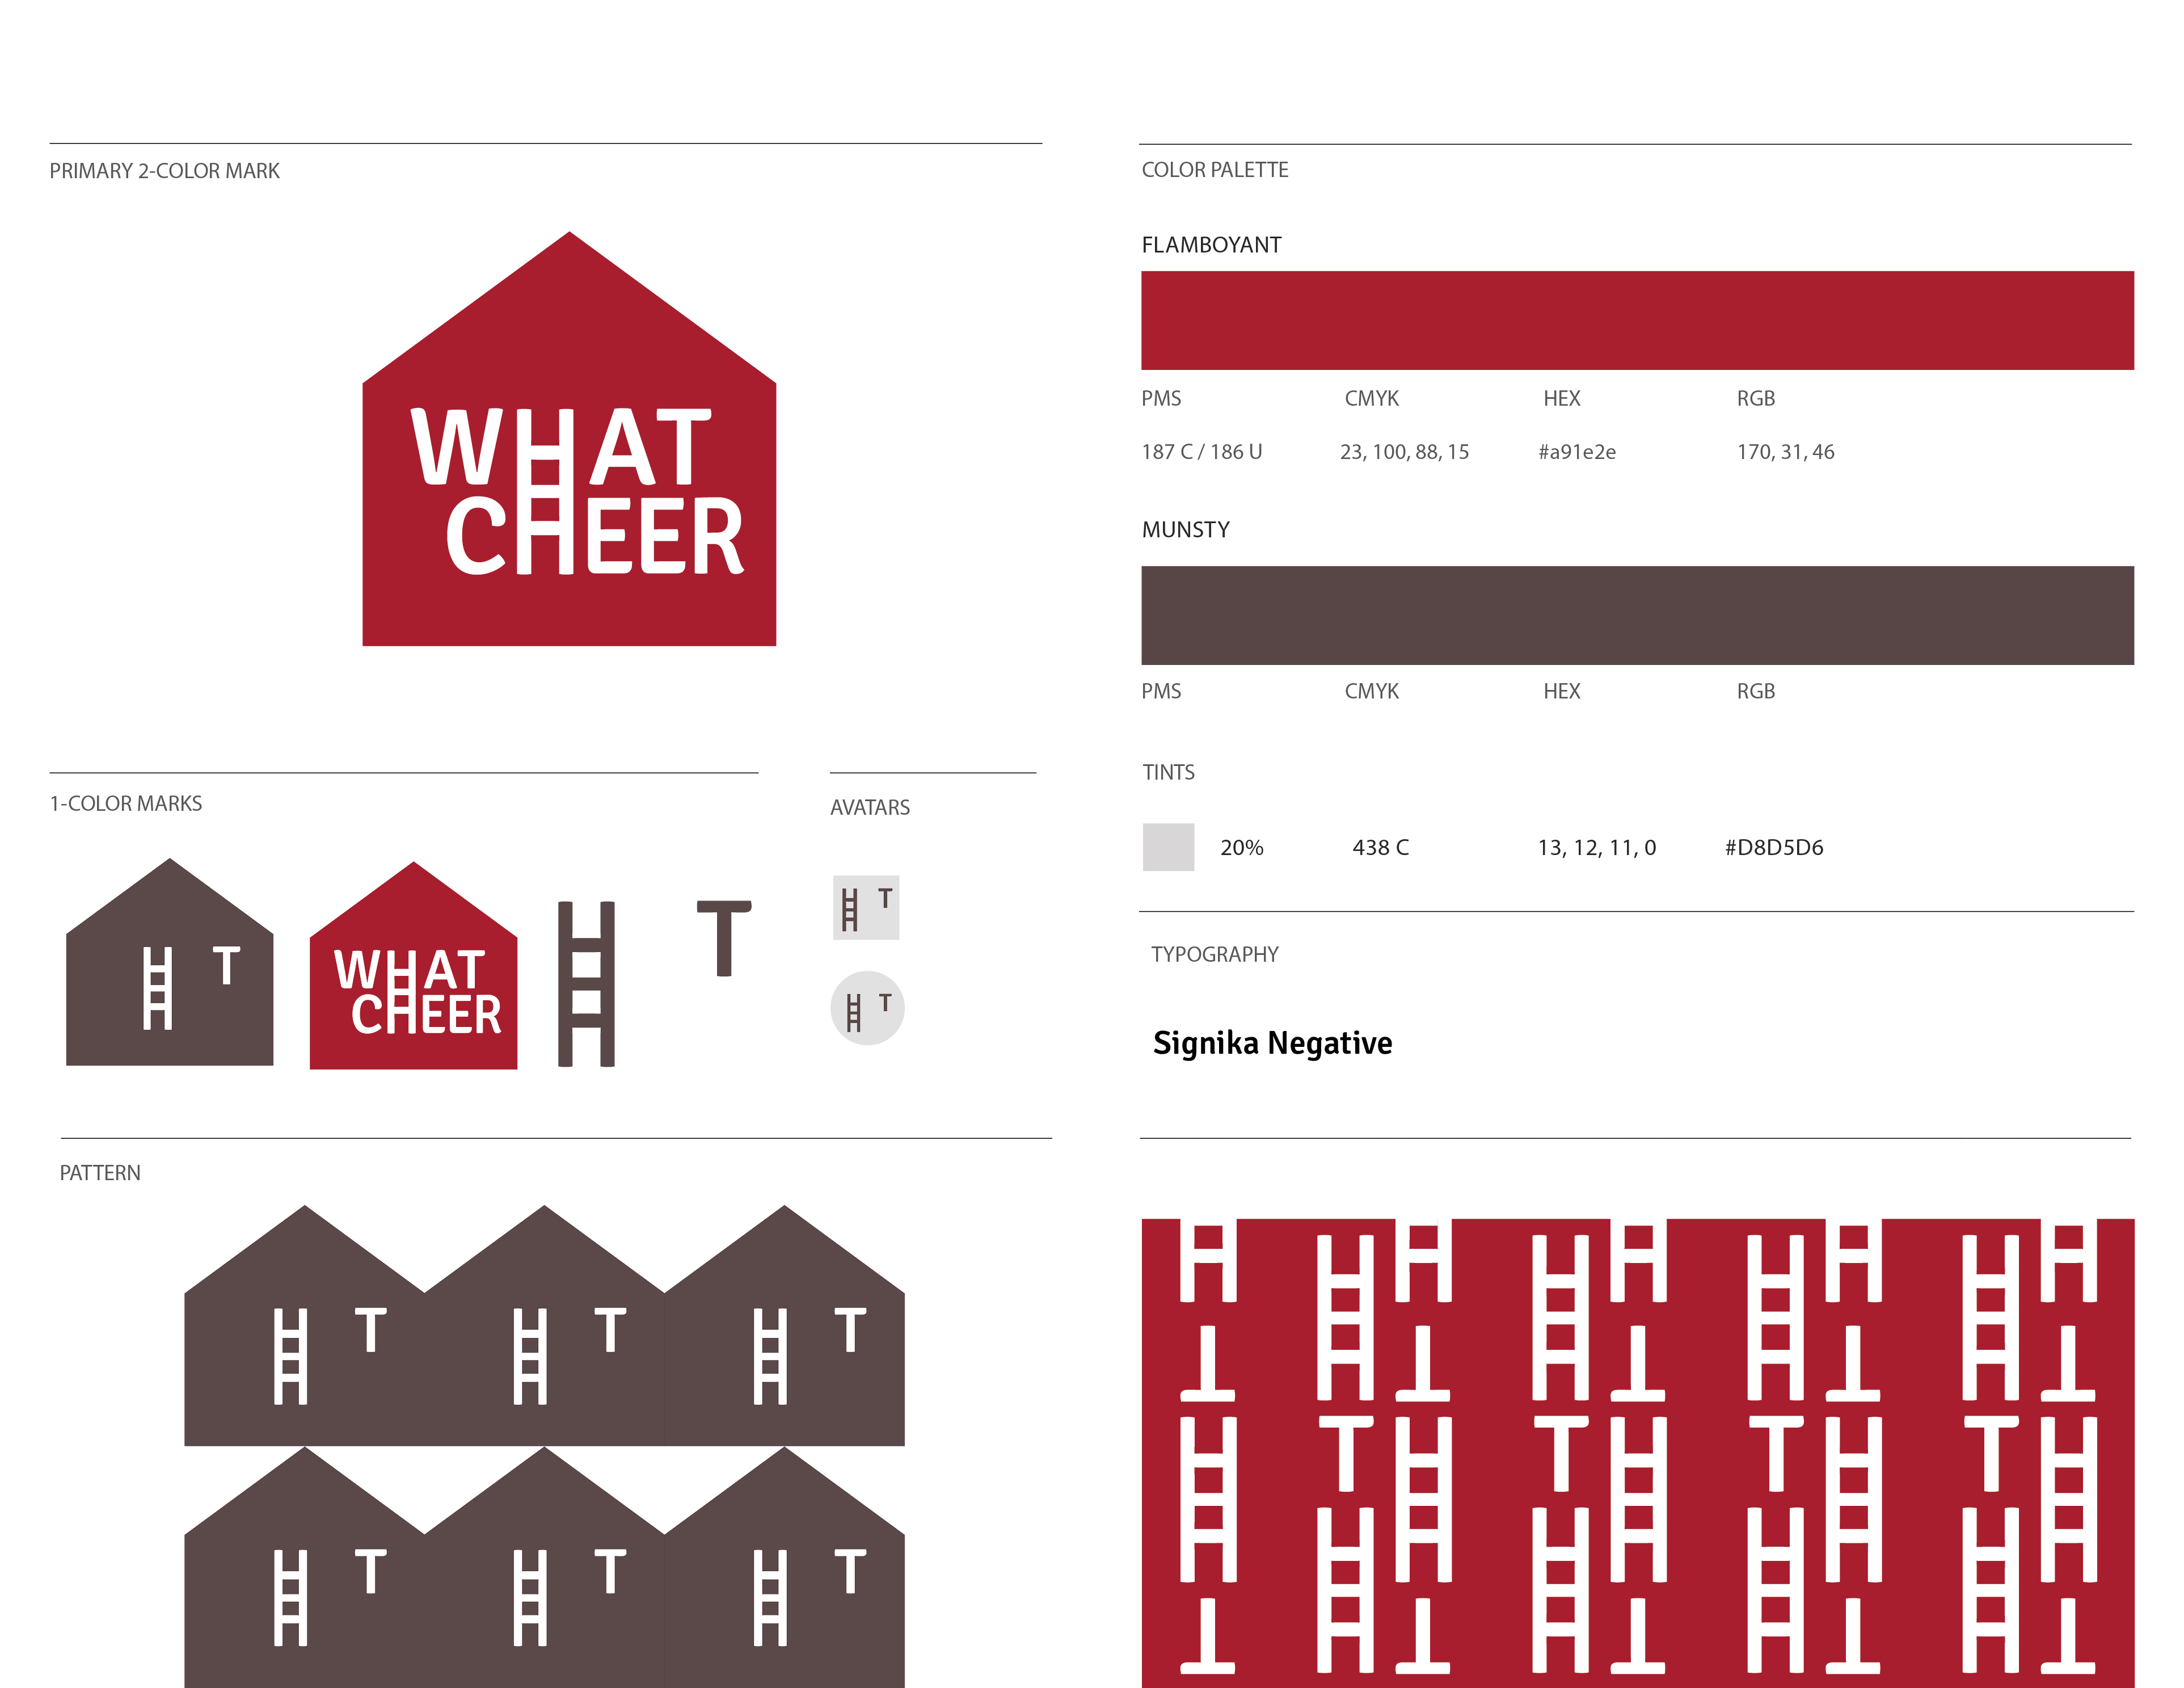 PRIMARY 2-COLOR MARK
WHAT
CHEER
1-COLOR MARKS
H T
WHAT
CHEER
H T
AVATARS
H T
H T
PATTERN
H T H T H T
H T H T H T
COLOR PALETTE
FLAMBOYANT
PMS CMYK HEX RGB
187 C / 186 U 23, 100, 88, 15 #a91e2e 170, 31, 46
MUNSTY
PMS CMYK HEX RGB
TINTS
20% 438 C 13, 12, 11, 0 #D8D5D6
TYPOGRAPHY
Signika Negative
H H H H H H H H H
T T T T T
H T H T H T H T H
H H H H
T T T T T